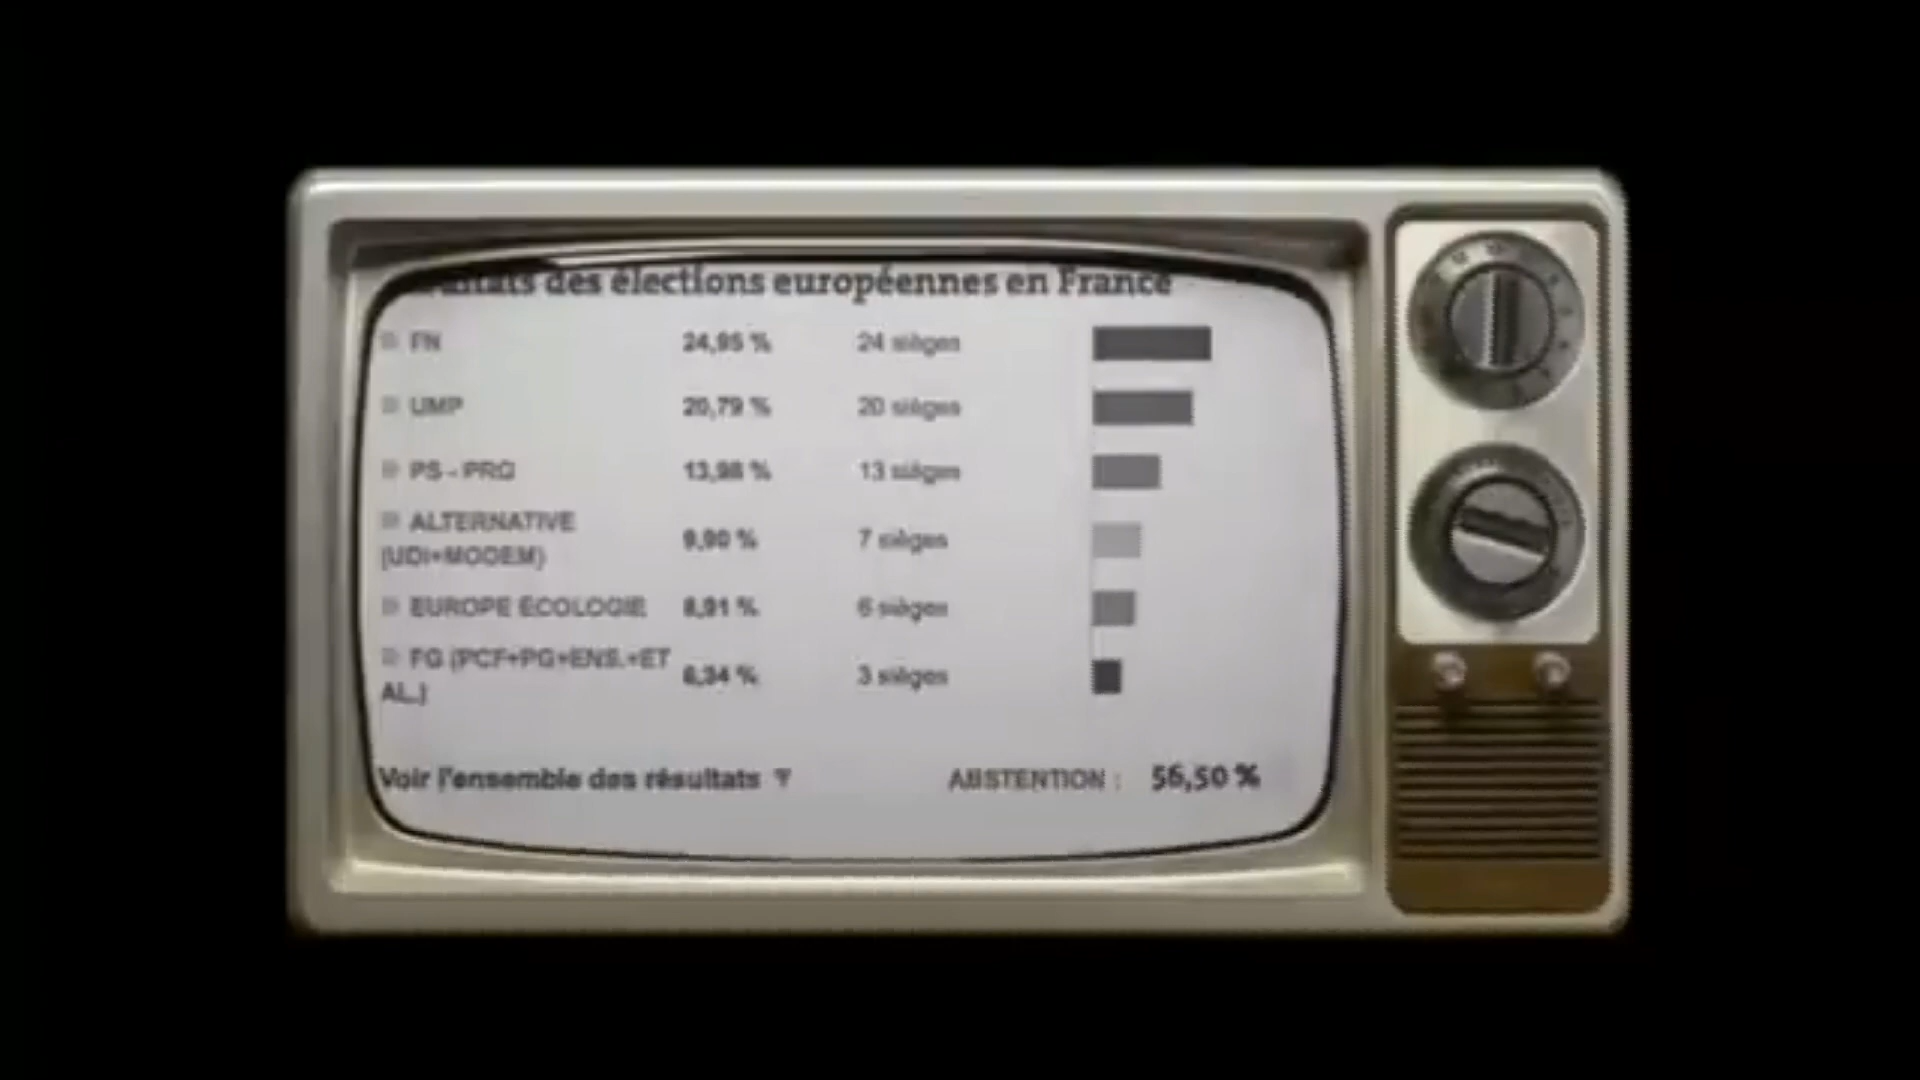 des élections européennes en France
FN 24,95 % 24 sièges
UMP 20,79 % 20 sièges
PS - PRG 13,98 % 13 sièges
ALTERNATIVE
(UDI+MODEM) 9,90 % 7 sièges
EUROPE ÉCOLOGIE 8,91 % 6 sièges
FG (PCF+PG+ENS.+ET
AL.) 6,34 % 3 sièges
Voir l'ensemble des résultats ABSTENTION : 56,50 %